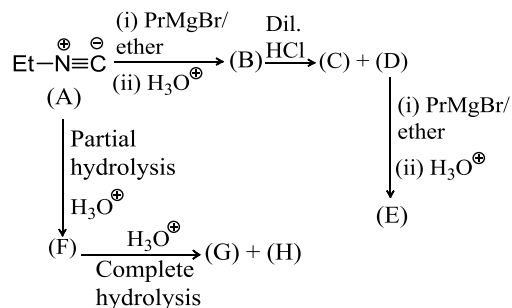 (i) PrMgBr/
ether
(ii) H₃O⊕
Dil.
HCl
Et–N⊕≡C⊖
(A)
(B)
(C) + (D)
Partial
hydrolysis
H₃O⊕
(i) PrMgBr/
ether
(ii) H₃O⊕
(E)
(F)
H₃O⊕
Complete
hydrolysis
(G) + (H)